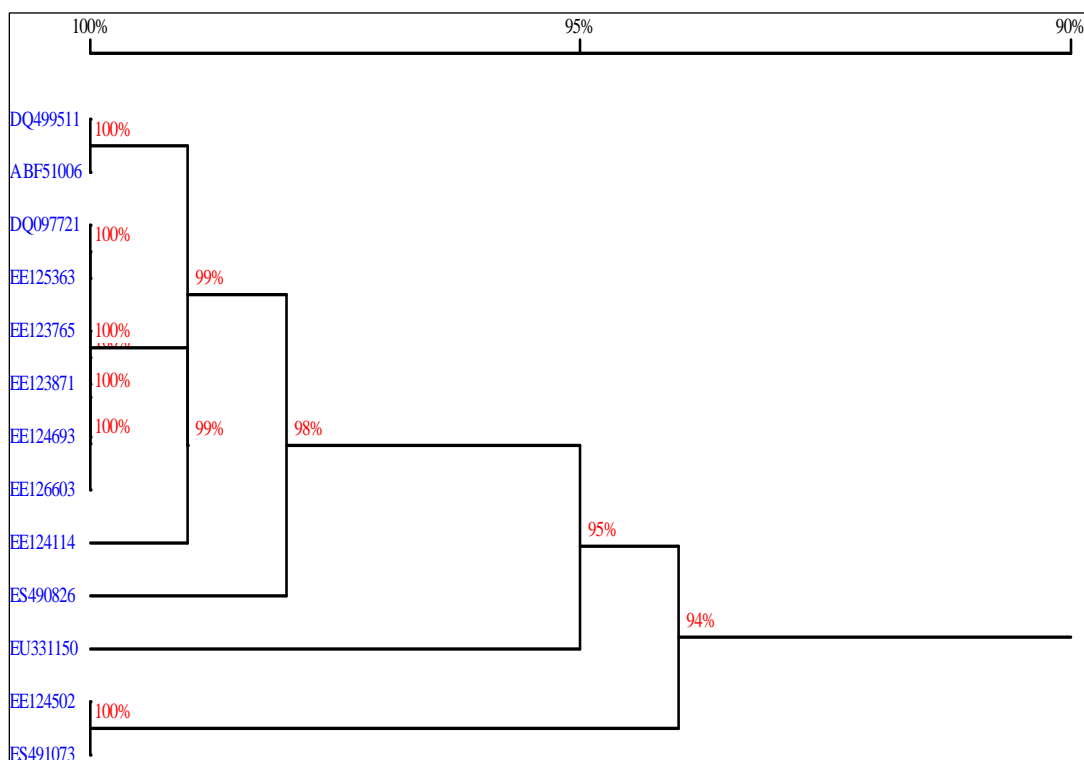 100% 95% 90%
DQ499511
100%
ABF51006
DQ097721
100%
EE125363
99%
EE123765 100%
EE123871 100%
EE124693 100%
99% 98%
EE126603
EE124114
95%
ES490826
94%
EU331150
EE124502
100%
ES491073